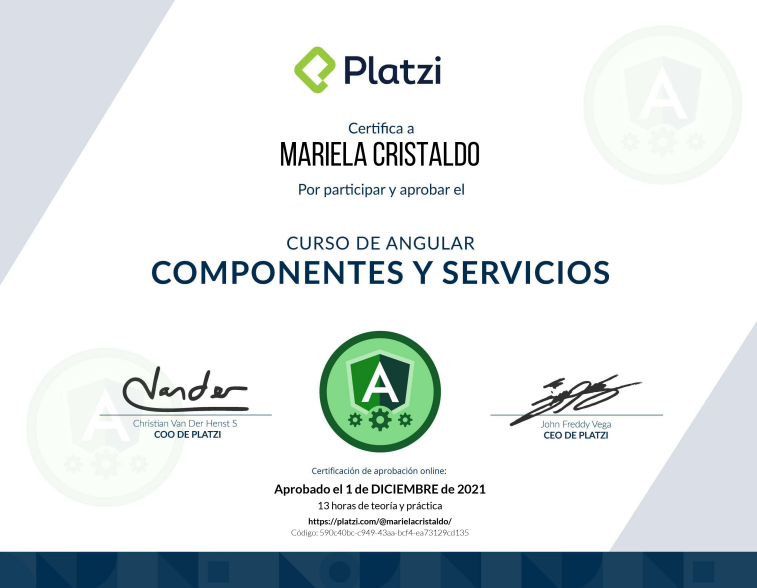 Platzi
Certifica a
MARIELA CRISTALDO
Por participar y aprobar el
CURSO DE ANGULAR
COMPONENTES Y SERVICIOS
Vander
Christian Van Der Henst S
COO DE PLATZI
A
John Freddy Vega
CEO DE PLATZI
Certificación de aprobación online:
Aprobado el 1 de DICIEMBRE de 2021
13 horas de teoría y práctica
https://platzi.com/@marielacristaldo/
Código: 590c40bc-c949-43aa-bcf4-ea73129cd135